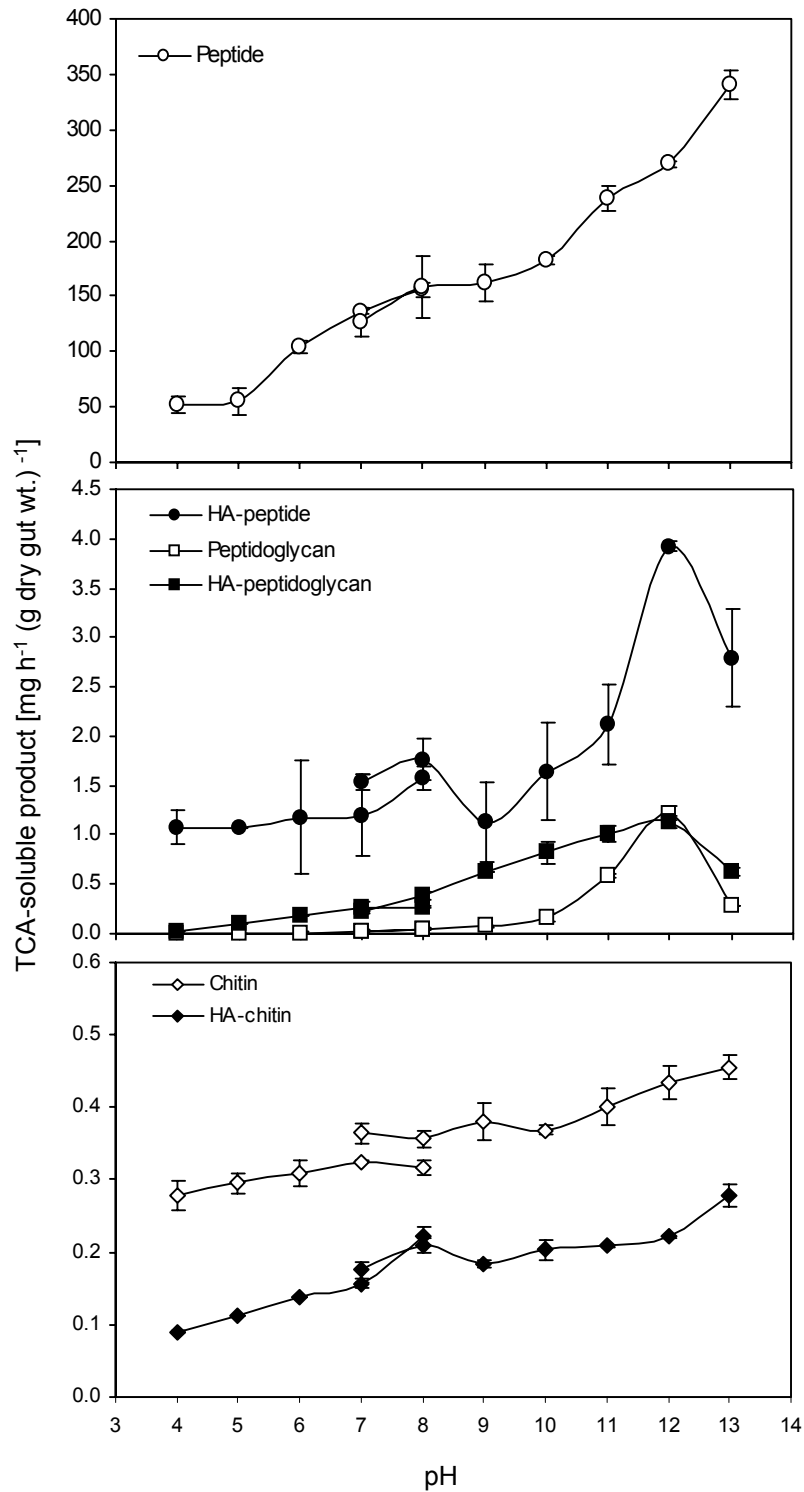 TCA-soluble product [mg h⁻¹ (g dry gut wt.) ⁻¹]
400
350
300
250
200
150
100
50
0
Peptide
4.5
4.0
3.5
3.0
2.5
2.0
1.5
1.0
0.5
0.0
HA-peptide
Peptidoglycan
HA-peptidoglycan
0.6
0.5
0.4
0.3
0.2
0.1
0.0
Chitin
HA-chitin
3 4 5 6 7 8 9 10 11 12 13 14
pH